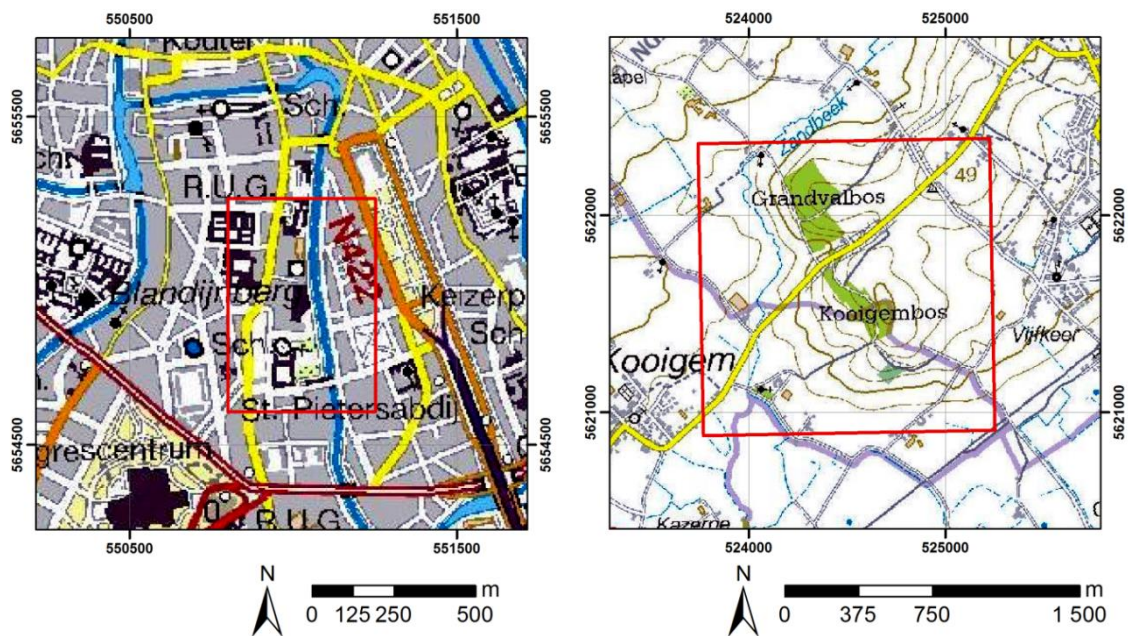 550500
551500
524000
525000
Kouter
Sch.
5655500
5655500
R.U.G.
N422
Blandijnberg
Keizerp
Sch
Sch.
St. Pietersabdij
5654500
5654500
grescentrum
R.U.G.
550500
551500
Zandbeek
49
Grandvalbos
5622000
5622000
Kooigembos
Vijfkeer
Kooigem
5621000
5621000
Kazerne
524000
525000
N
m
0 125 250 500
N
m
0 375 750 1 500